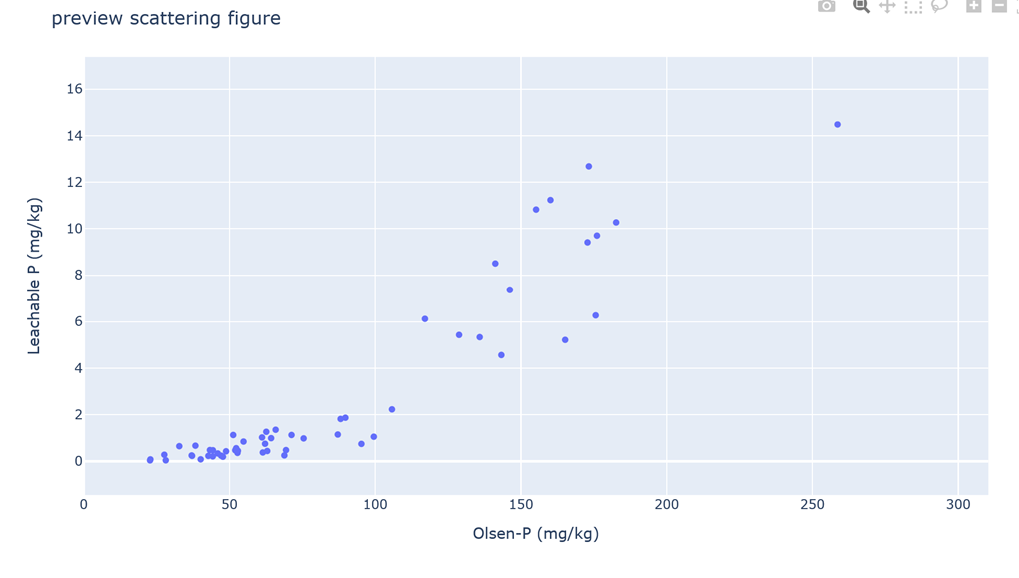 preview scattering figure
16
14
12
10
8
6
4
2
0
0 50 100 150 200 250 300
Leachable P (mg/kg)
Olsen-P (mg/kg)